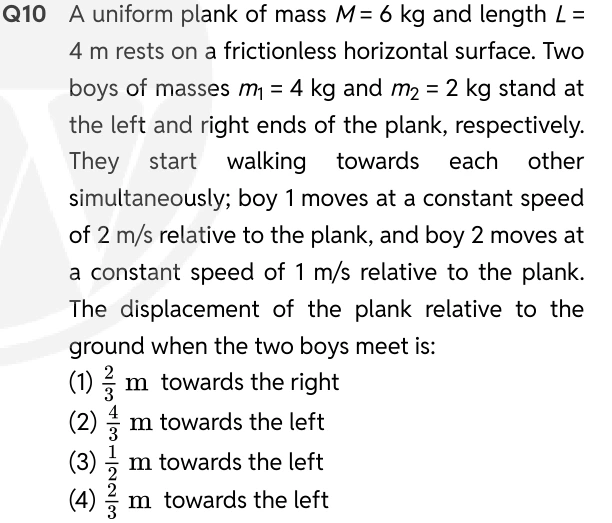 Q10 A uniform plank of mass M = 6 kg and length L =
4 m rests on a frictionless horizontal surface. Two
boys of masses m₁ = 4 kg and m₂ = 2 kg stand at
the left and right ends of the plank, respectively.
They start walking towards each other
simultaneously; boy 1 moves at a constant speed
of 2 m/s relative to the plank, and boy 2 moves at
a constant speed of 1 m/s relative to the plank.
The displacement of the plank relative to the
ground when the two boys meet is:
(1) 2/3 m towards the right
(2) 4/3 m towards the left
(3) 1/2 m towards the left
(4) 2/3 m towards the left